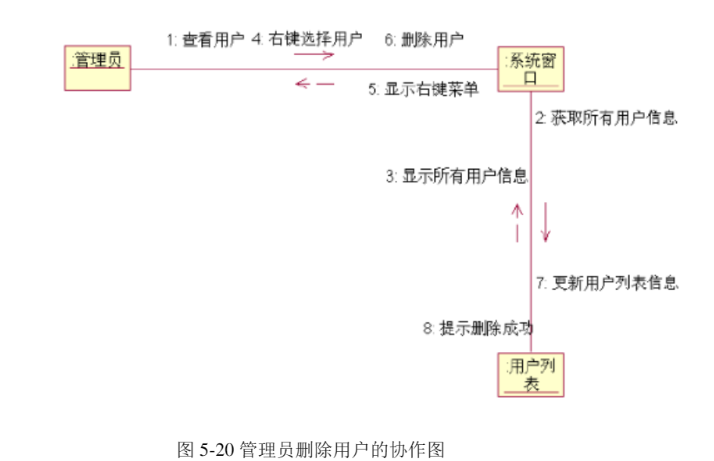 1: 查看用户 4: 右键选择用户 6: 删除用户
:管理员
:系统窗
口
5: 显示右键菜单
2: 获取所有用户信息
3: 显示所有用户信息
7: 更新用户列表信息
8: 提示删除成功
:用户列
表
图 5-20 管理员删除用户的协作图